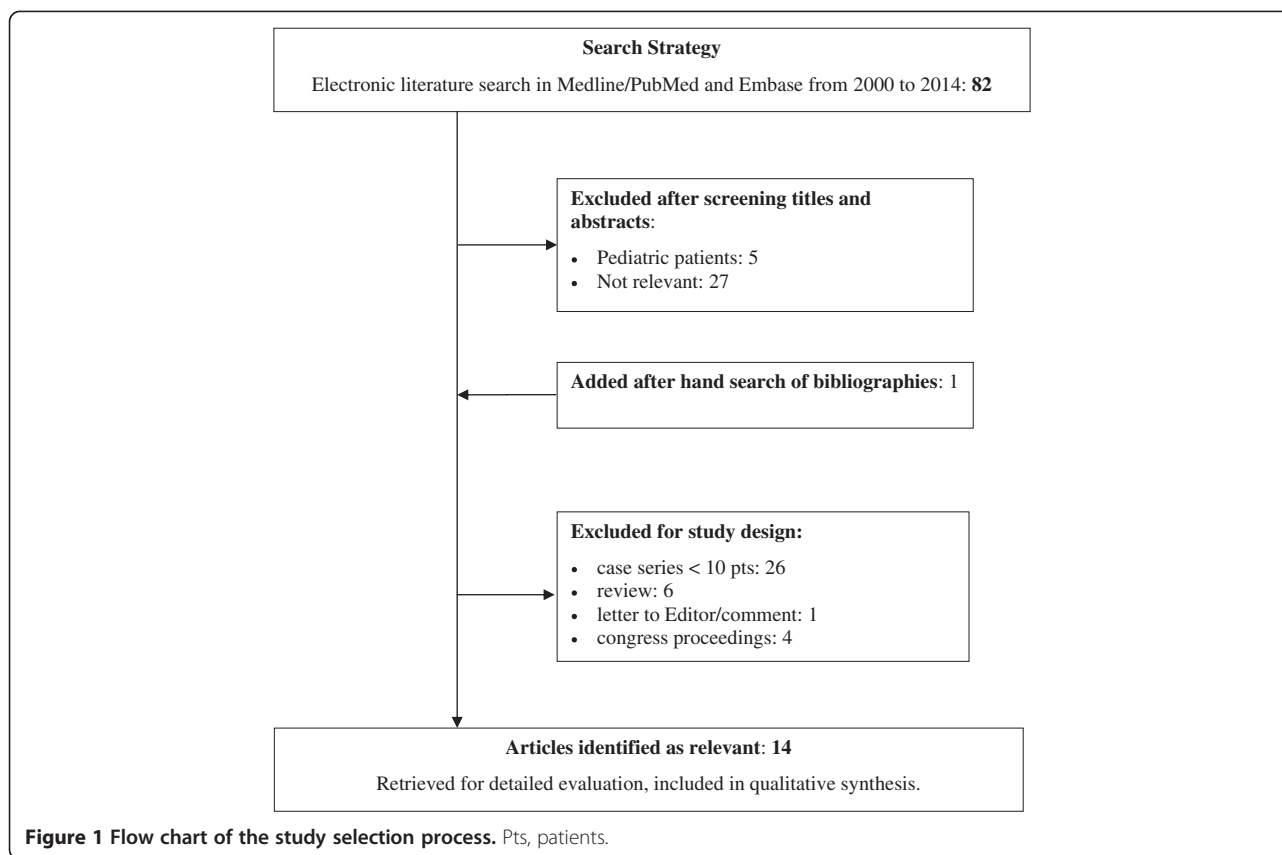 Search Strategy
Electronic literature search in Medline/PubMed and Embase from 2000 to 2014: 82
Excluded after screening titles and
abstracts:
• Pediatric patients: 5
• Not relevant: 27
Added after hand search of bibliographies: 1
Excluded for study design:
• case series < 10 pts: 26
• review: 6
• letter to Editor/comment: 1
• congress proceedings: 4
Articles identified as relevant: 14
Retrieved for detailed evaluation, included in qualitative synthesis.
Figure 1 Flow chart of the study selection process. Pts, patients.